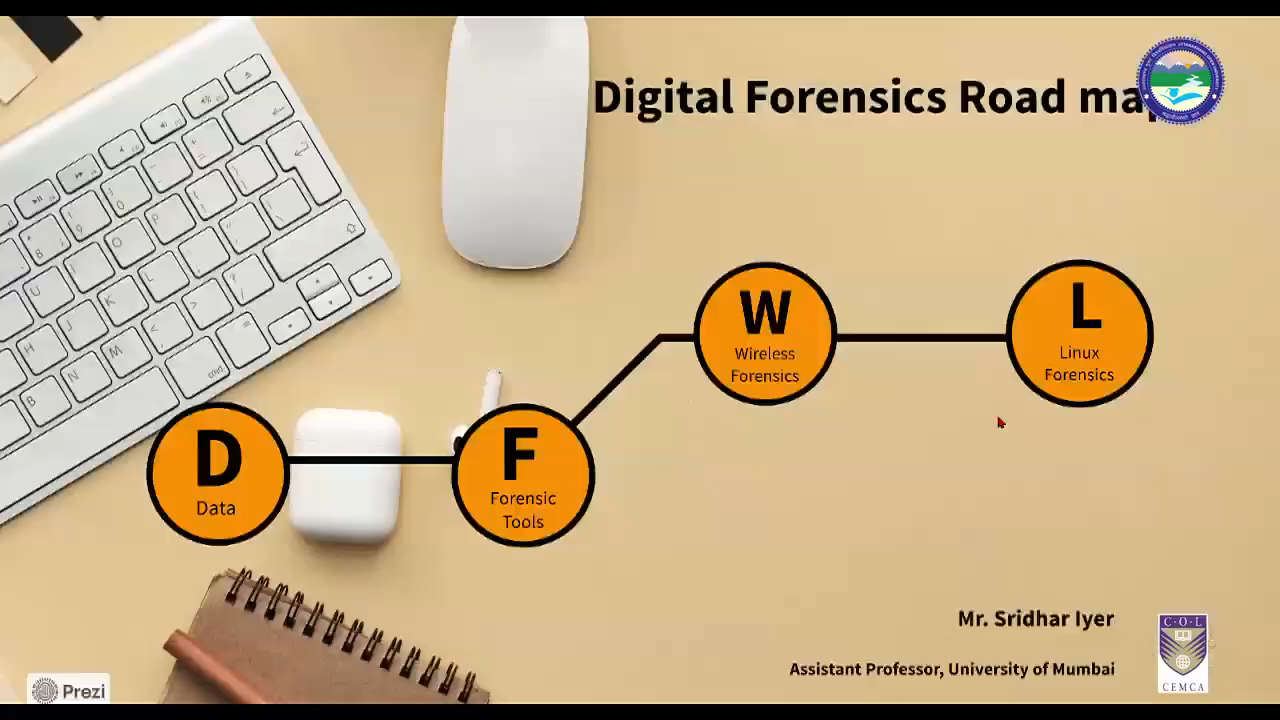 Digital Forensics Road map
W
Wireless
Forensics
L
Linux
Forensics
D
Data
F
Forensic
Tools
Mr. Sridhar Iyer
Assistant Professor, University of Mumbai
C·O·L
CEMCA
Prezi